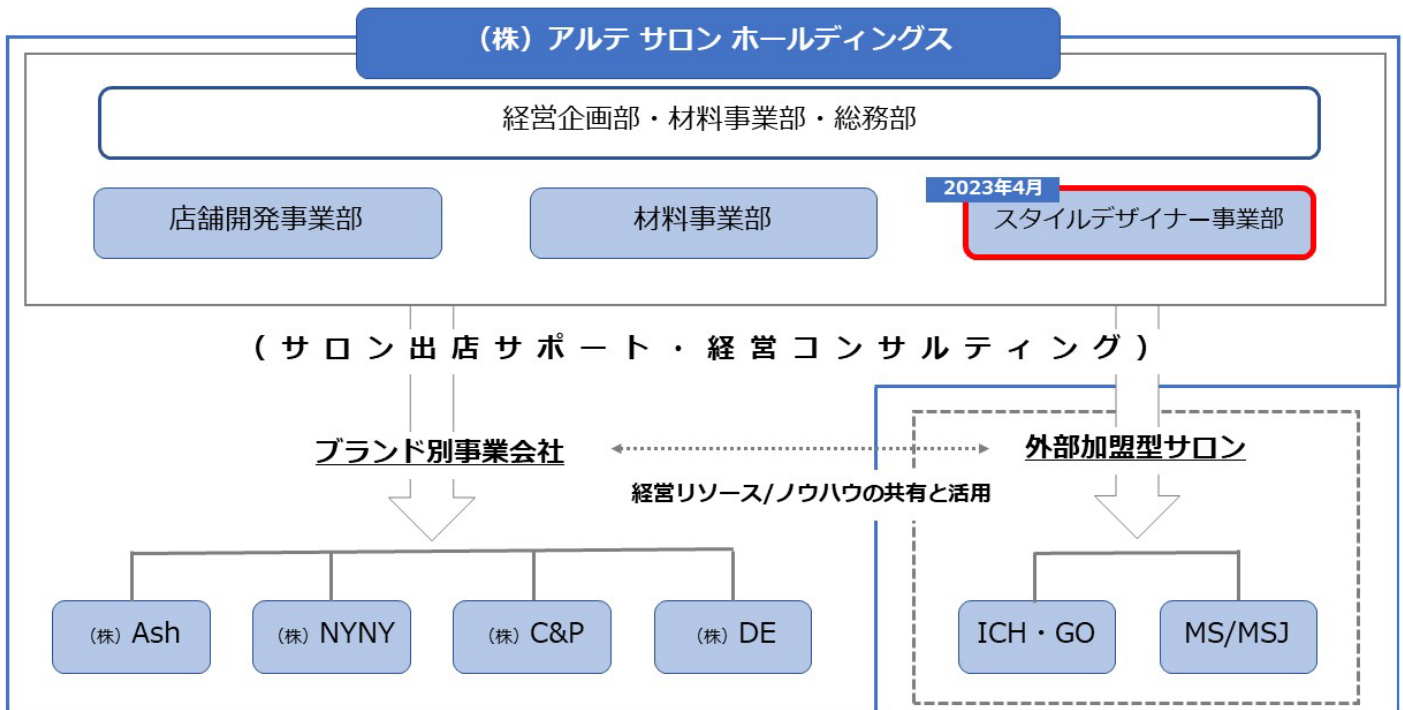 （株）アルテ サロン ホールディングス
経営企画部・材料事業部・総務部
店舗開発事業部
材料事業部
2023年4月
スタイルデザイナー事業部
(サロン出店サポート・経営コンサルティング)
ブランド別事業会社
外部加盟型サロン
経営リソース/ノウハウの共有と活用
（株）Ash
（株）NYNY
（株）C&P
（株）DE
ICH・GO
MS/MSJ